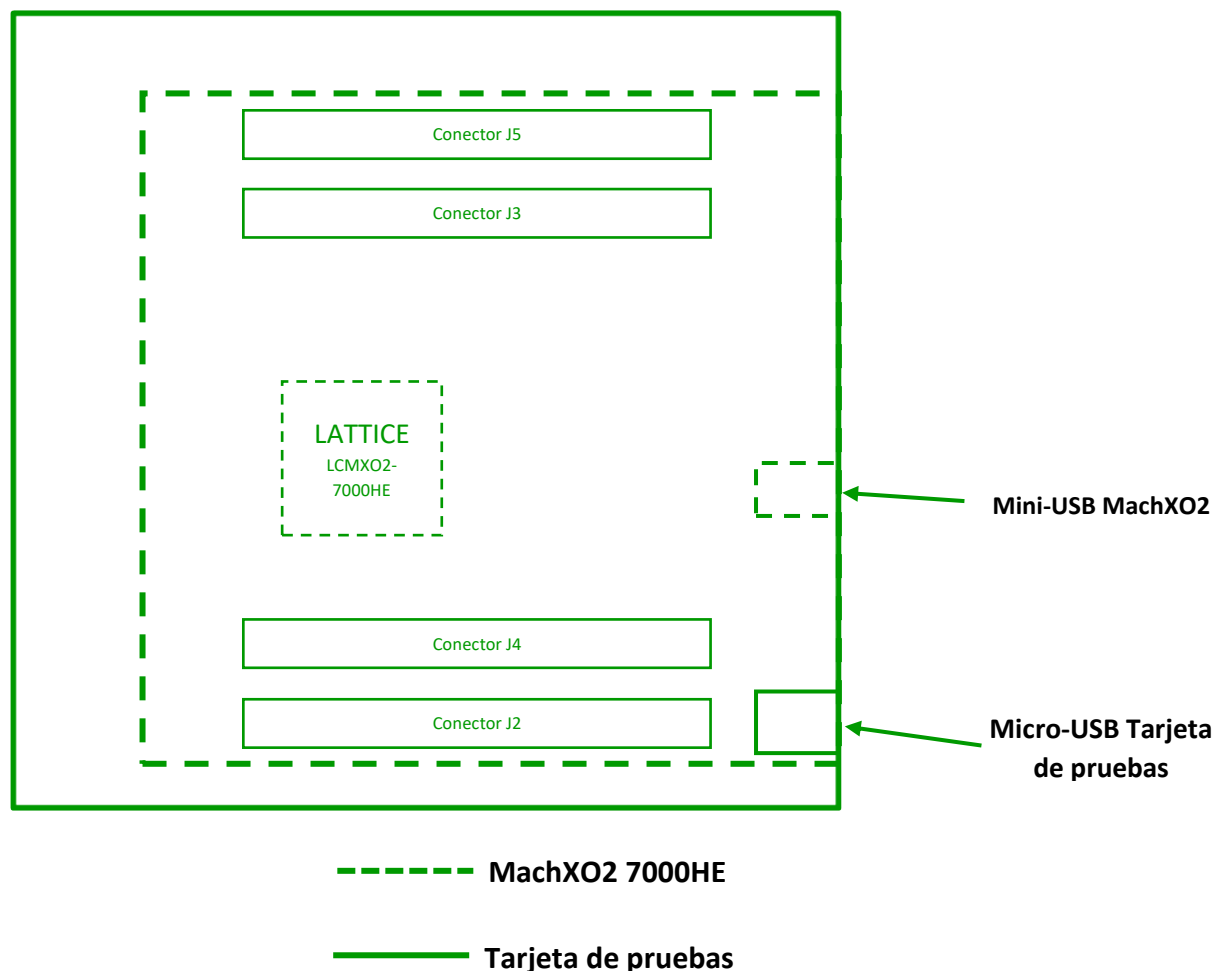 Conector J5
Conector J3
LATTICE
LCMXO2-
7000HE
Mini-USB MachXO2
Conector J4
Conector J2
Micro-USB Tarjeta
de pruebas
MachXO2 7000HE
Tarjeta de pruebas